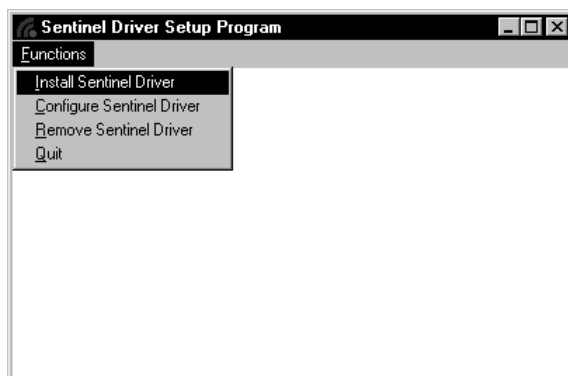 Sentinel Driver Setup Program
Functions
Install Sentinel Driver
Configure Sentinel Driver
Remove Sentinel Driver
Quit